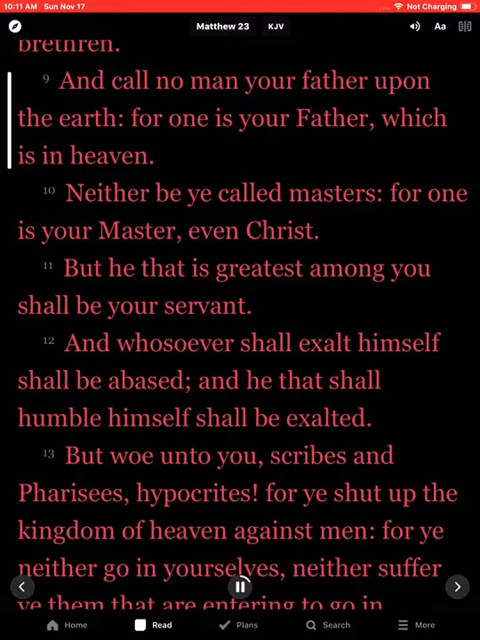 10:11 AM Sun Nov 17 Not Charging
Matthew 23 KJV AA
brethren.
9 And call no man your father upon
the earth: for one is your Father, which
is in heaven.
10 Neither be ye called masters: for one
is your Master, even Christ.
11 But he that is greatest among you
shall be your servant.
12 And whosoever shall exalt himself
shall be abased; and he that shall
humble himself shall be exalted.
13 But woe unto you, scribes and
Pharisees, hypocrites! for ye shut up the
kingdom of heaven against men: for ye
neither go in yourselves, neither suffer
ye them that are entering to go in
Home Read Plans Search More